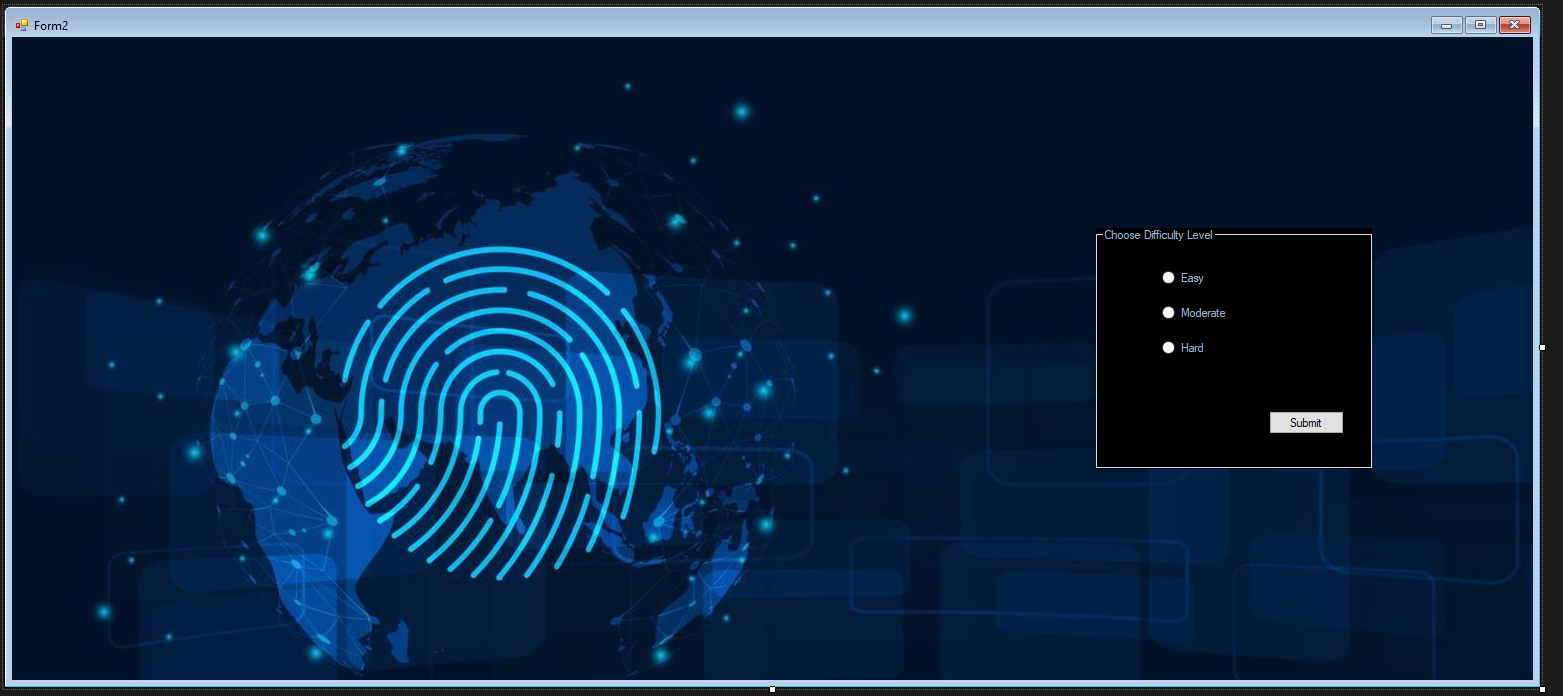 Form2
Choose Difficulty Level
Easy
Moderate
Hard
Submit